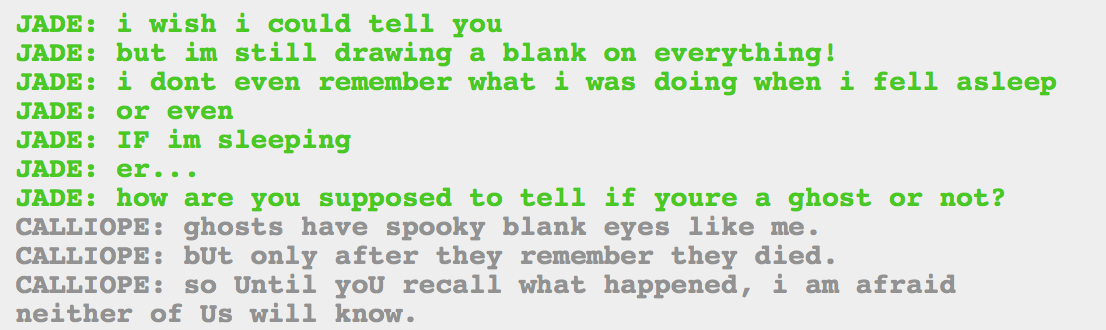 JADE: i wish i could tell you
JADE: but im still drawing a blank on everything!
JADE: i dont even remember what i was doing when i fell asleep
JADE: or even
JADE: IF im sleeping
JADE: er...
JADE: how are you supposed to tell if youre a ghost or not?
CALLIOPE: ghosts have spooky blank eyes like me.
CALLIOPE: bUt only after they remember they died.
CALLIOPE: so Until yoU recall what happened, i am afraid
neither of Us will know.